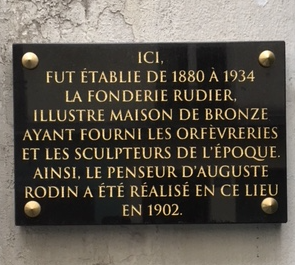 ICI,
FUT ÉTABLIE DE 1880 À 1934
LA FONDERIE RUDIER,
ILLUSTRE MAISON DE BRONZE
AYANT FOURNI LES ORFÈVRERIES
ET LES SCULPTEURS DE L'ÉPOQUE.
AINSI, LE PENSEUR D'AUGUSTE
RODIN A ÉTÉ RÉALISÉ EN CE LIEU
EN 1902.